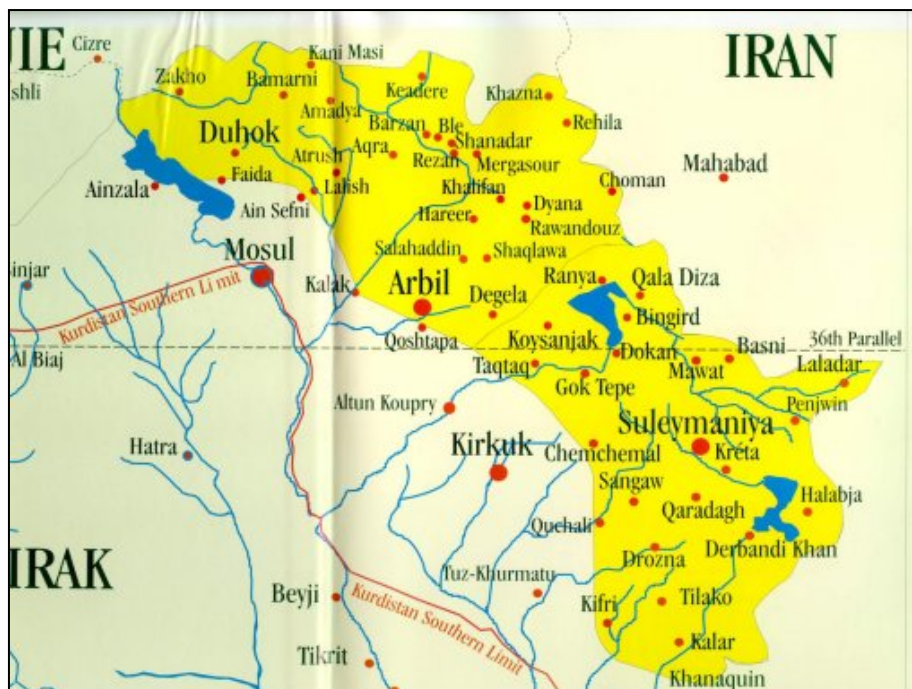 JIE
Cizre
Kani Masi
IRAN
shli
Zakho
Bamarni
Keadere
Khazna
Amadya
Barzan
Ble
Rehila
Duhok
Atrush
Aqra
Shanadar
Rezan
Mergasour
Mahabad
Ainzala
Faida
Lalish
Khalifan
Choman
Ain Sefni
Hareer
Dyana
Rawandouz
Mosul
Salahaddin
Shaqlawa
injar
Kurdistan Southern Li mit
Kalak
Arbil
Degela
Ranya
Qala Diza
Bingird
Qoshtapa
Koysanjak
36th Parallel
Al Biaj
Taqtaq
Dokan
Basni
Mawat
Laladar
Gok Tepe
Altun Koupry
Penjwin
Suleymaniya
Hatra
Kirkuk
Chemchemal
Kreta
Sangaw
Qaradagh
Halabja
Quchali
Derbandi Khan
IRAK
Drozna
Tuz-Khurmatu
Beyji
Kurdistan Southern Limit
Kifri
Tilako
Tikrit
Kalar
Khanaquin